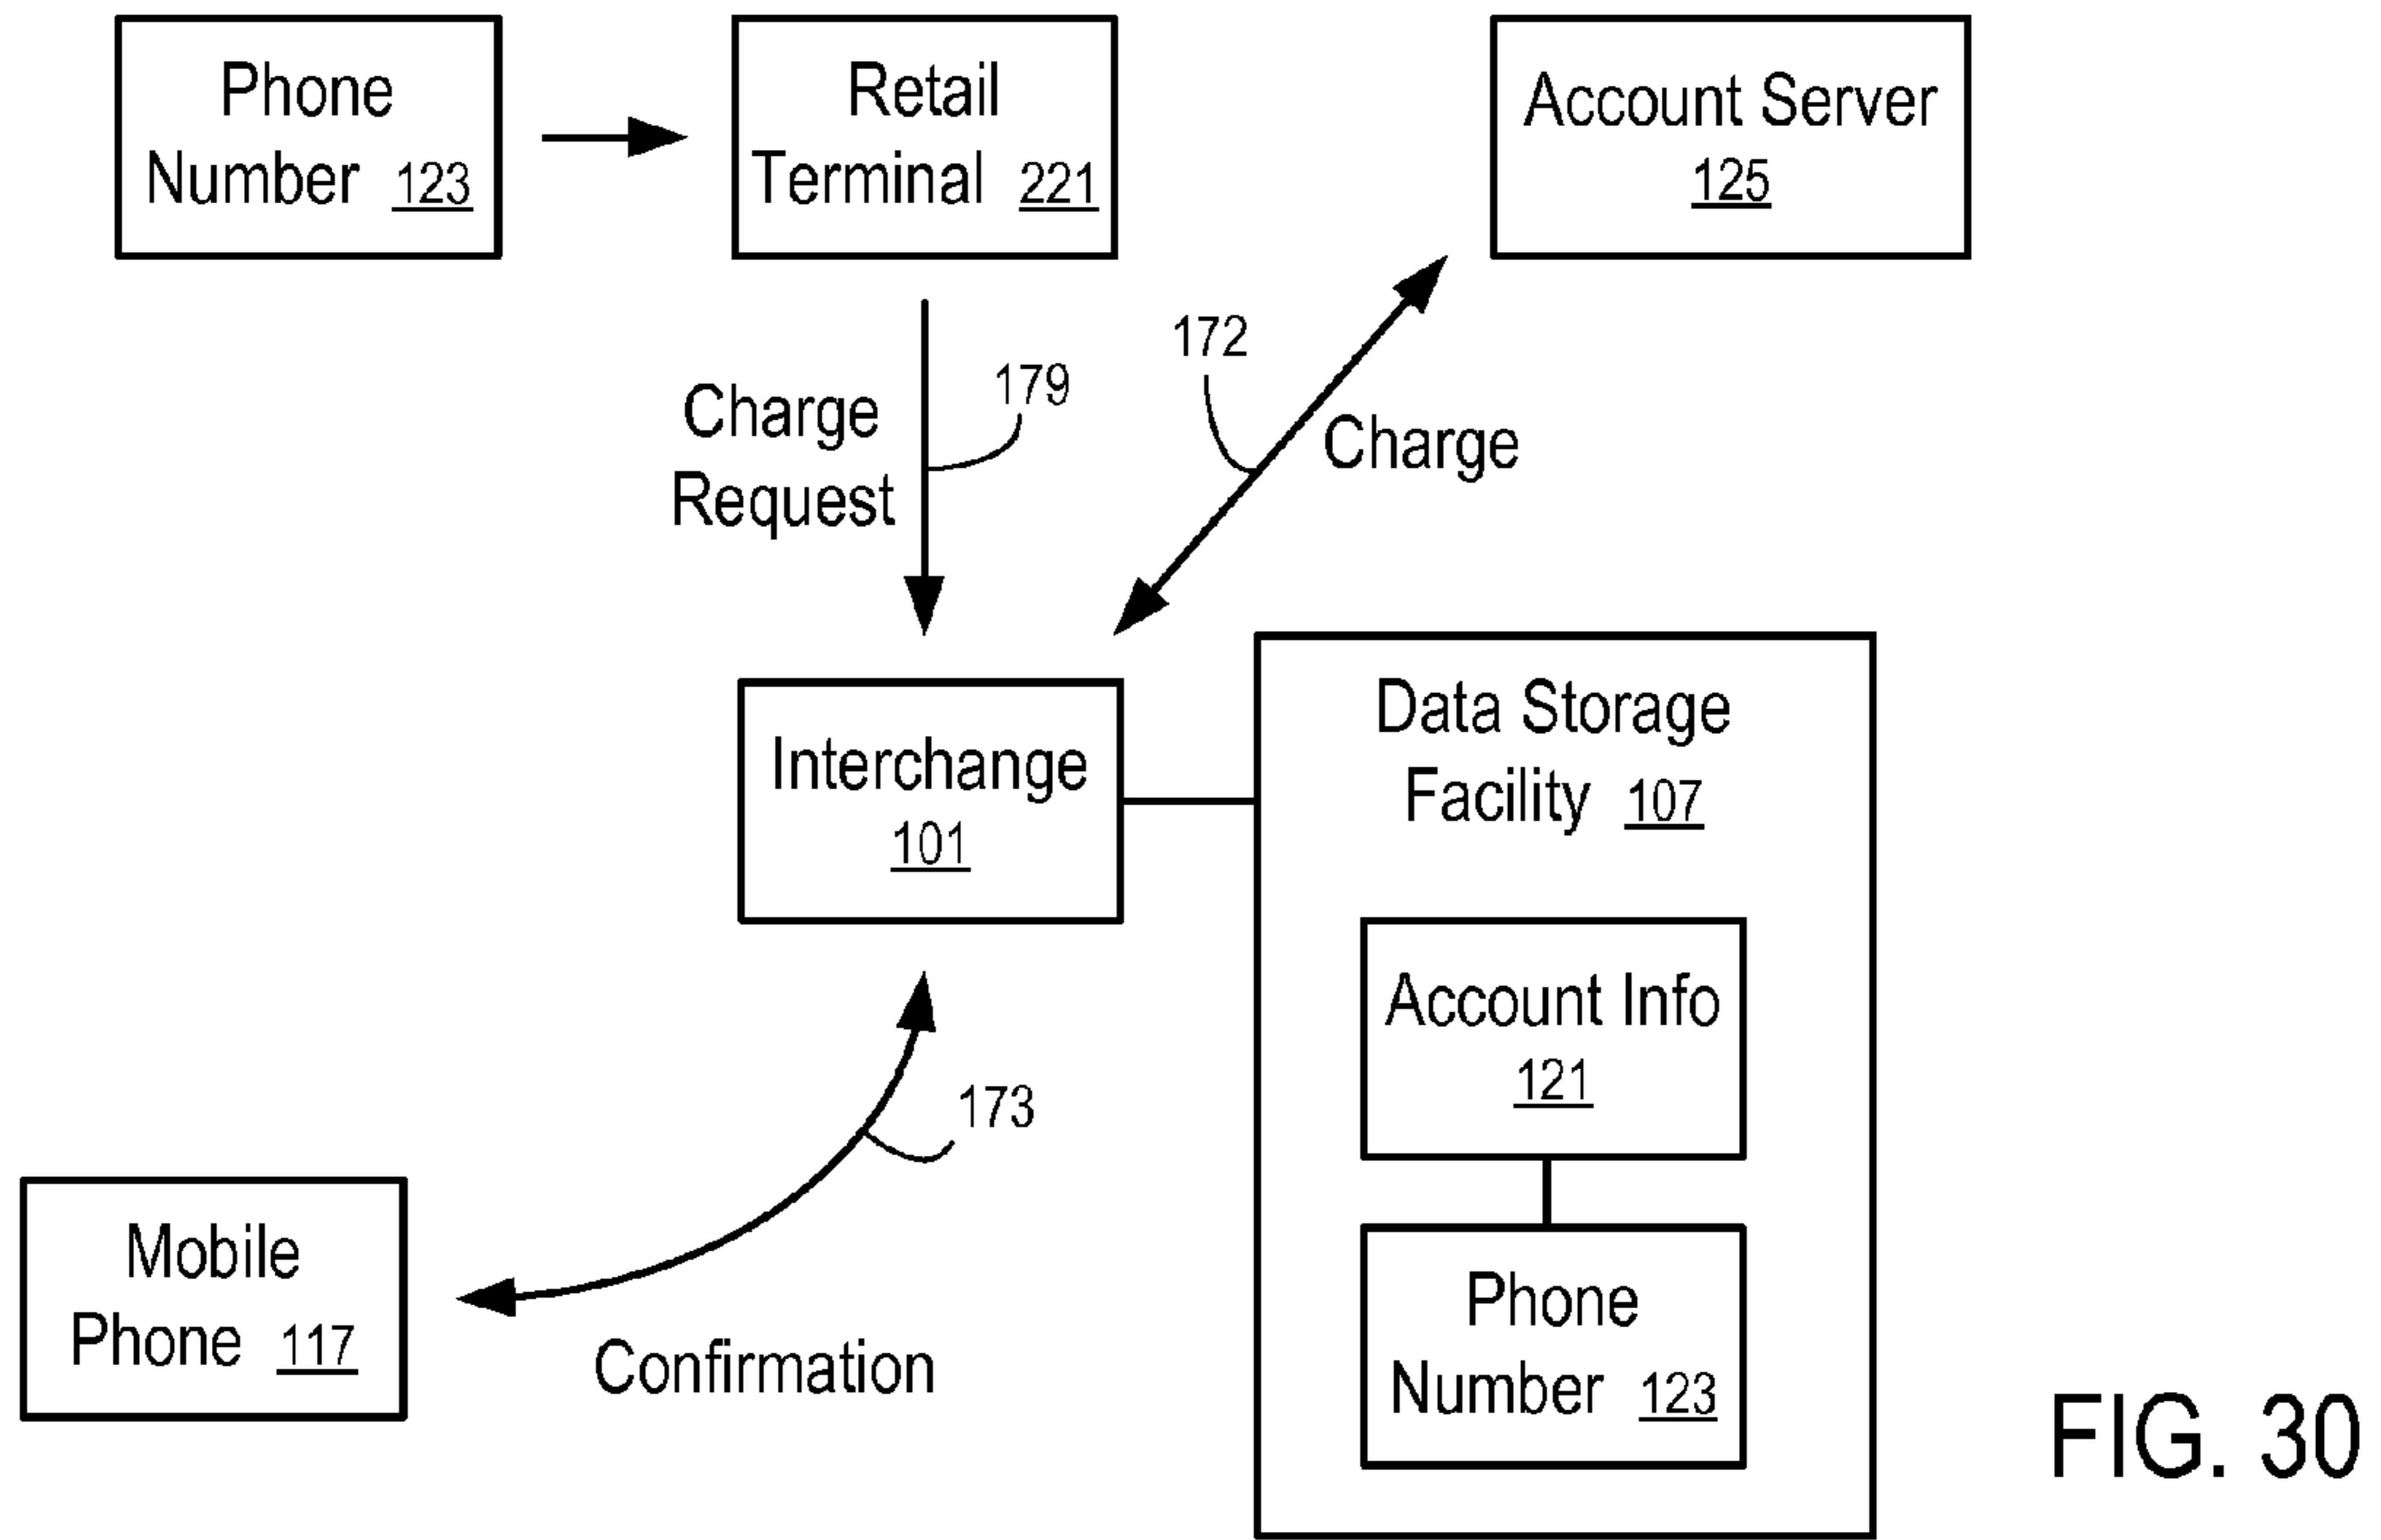 Phone
Number 123
Retail
Terminal 221
Account Server
125
172
179
Charge
Request
Charge
Interchange
101
Data Storage
Facility 107
Account Info
121
173
Mobile
Phone 117
Confirmation
Phone
Number 123
FIG. 30